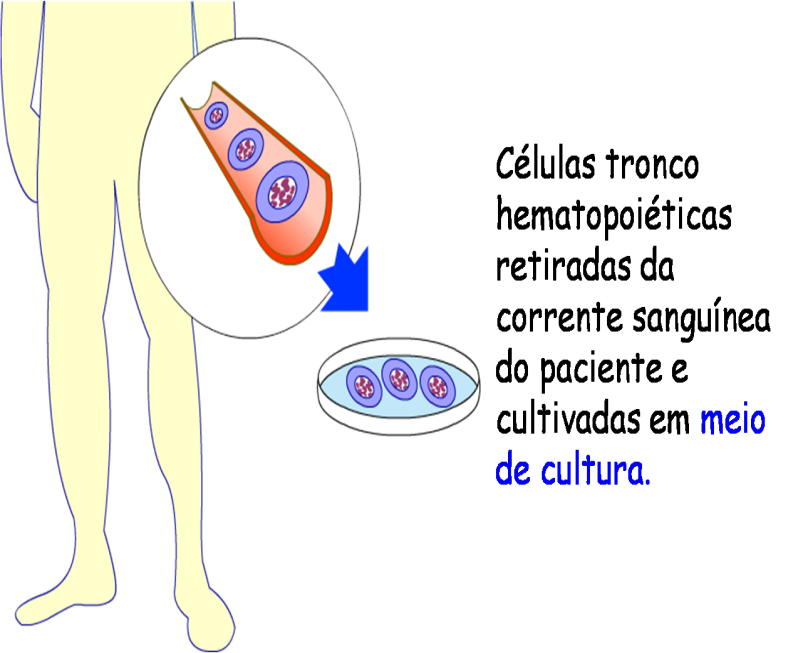 Células tronco
hematopoiéticas
retiradas da
corrente sanguínea
do paciente e
cultivadas em meio
de cultura.